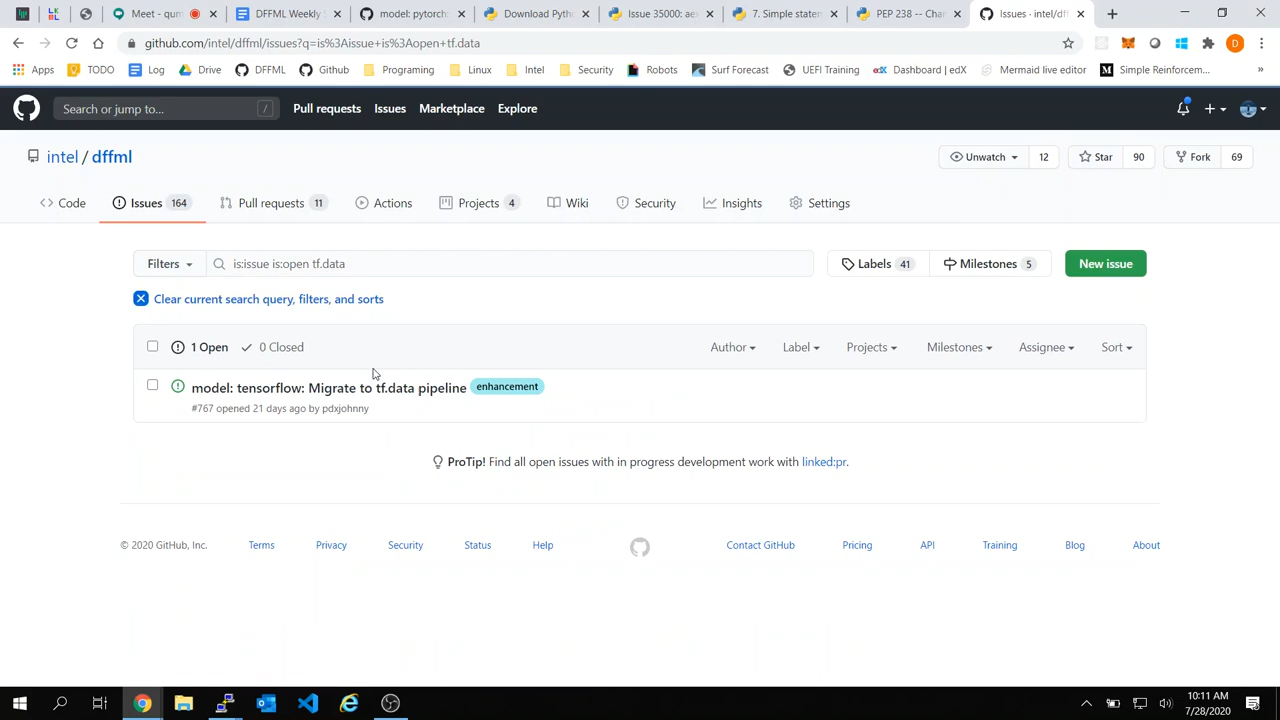 Meet - qum
DFFML Weekly
model: pytorch
Download Pyth
Issue 35000: aes
7. Simple state
PEP 238 -- Cha
Issues · intel/dff
github.com/intel/dffml/issues?q=is%3Aissue+is%3Aopen+tf.data
D
Apps TODO Log Drive DFFML Github Programing Linux Intel Security Robots Surf Forecast UEFI Training Dashboard | edX Mermaid live editor Simple Reinforcem... »
Search or jump to... /
Pull requests Issues Marketplace Explore
intel / dffml
Unwatch 12 Star 90 Fork 69
Code Issues 164 Pull requests 11 Actions Projects 4 Wiki Security Insights Settings
Filters is:issue is:open tf.data Labels 41 Milestones 5 New issue
Clear current search query, filters, and sorts
1 Open 0 Closed Author Label Projects Milestones Assignee Sort
model: tensorflow: Migrate to tf.data pipeline enhancement
#767 opened 21 days ago by pdxjohnny
ProTip! Find all open issues with in progress development work with linked:pr.
© 2020 GitHub, Inc. Terms Privacy Security Status Help Contact GitHub Pricing API Training Blog About
10:11 AM
7/28/2020